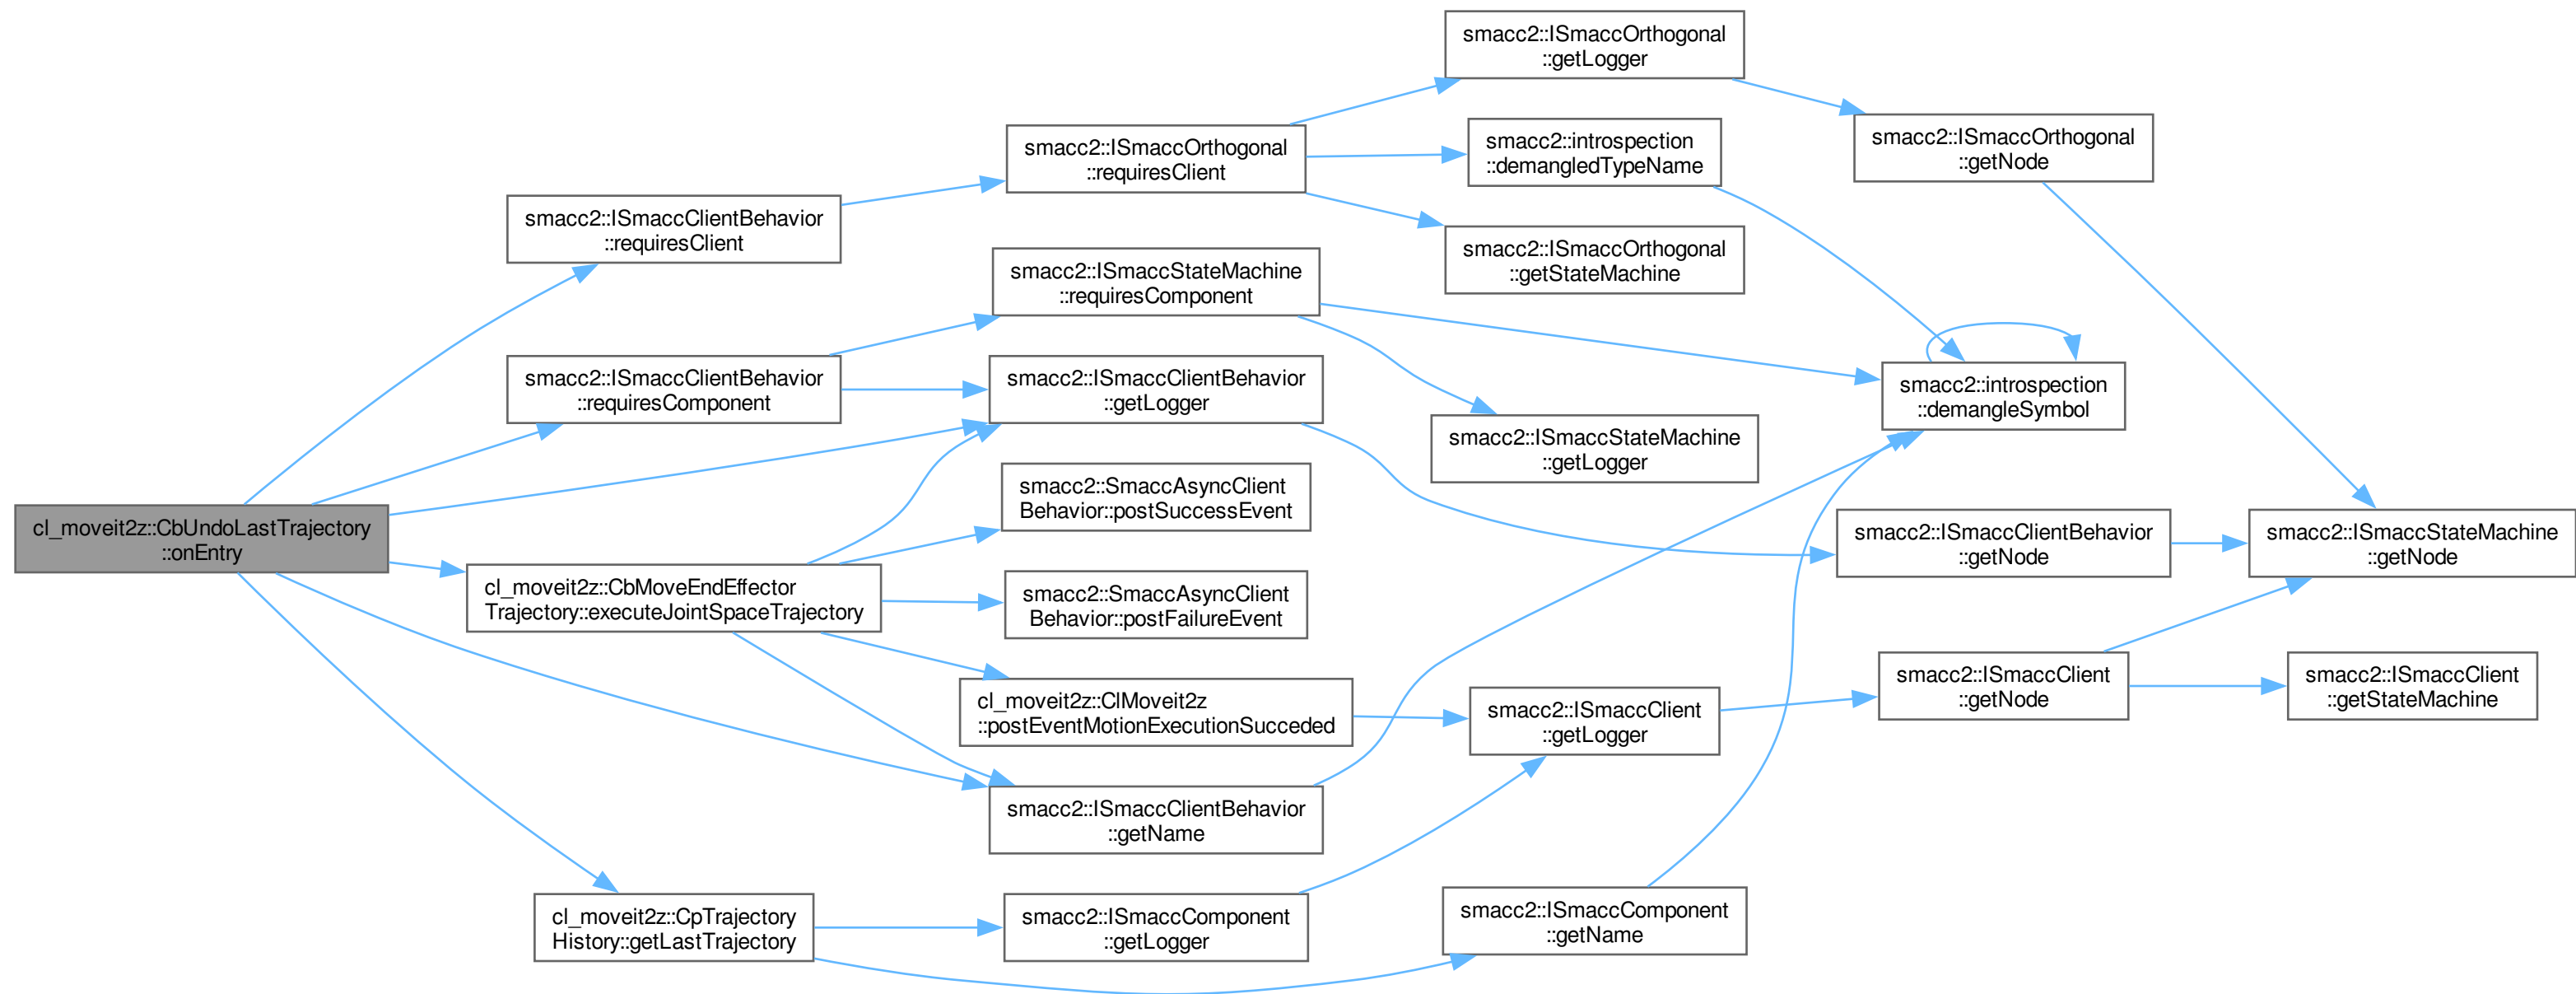 cl_moveit2z::CbUndoLastTrajectory
::onEntry
smacc2::ISmaccClientBehavior
::requiresClient
smacc2::ISmaccClientBehavior
::requiresComponent
cl_moveit2z::CbMoveEndEffector
Trajectory::executeJointSpaceTrajectory
cl_moveit2z::CpTrajectory
History::getLastTrajectory
smacc2::ISmaccOrthogonal
::requiresClient
smacc2::ISmaccStateMachine
::requiresComponent
smacc2::ISmaccClientBehavior
::getLogger
smacc2::SmaccAsyncClient
Behavior::postSuccessEvent
smacc2::SmaccAsyncClient
Behavior::postFailureEvent
cl_moveit2z::ClMoveit2z
::postEventMotionExecutionSucceded
smacc2::ISmaccClientBehavior
::getName
smacc2::ISmaccComponent
::getLogger
smacc2::ISmaccOrthogonal
::getLogger
smacc2::introspection
::demangledTypeName
smacc2::ISmaccOrthogonal
::getStateMachine
smacc2::ISmaccStateMachine
::getLogger
smacc2::ISmaccClient
::getLogger
smacc2::ISmaccComponent
::getName
smacc2::ISmaccOrthogonal
::getNode
smacc2::introspection
::demangleSymbol
smacc2::ISmaccClientBehavior
::getNode
smacc2::ISmaccClient
::getNode
smacc2::ISmaccStateMachine
::getNode
smacc2::ISmaccClient
::getStateMachine